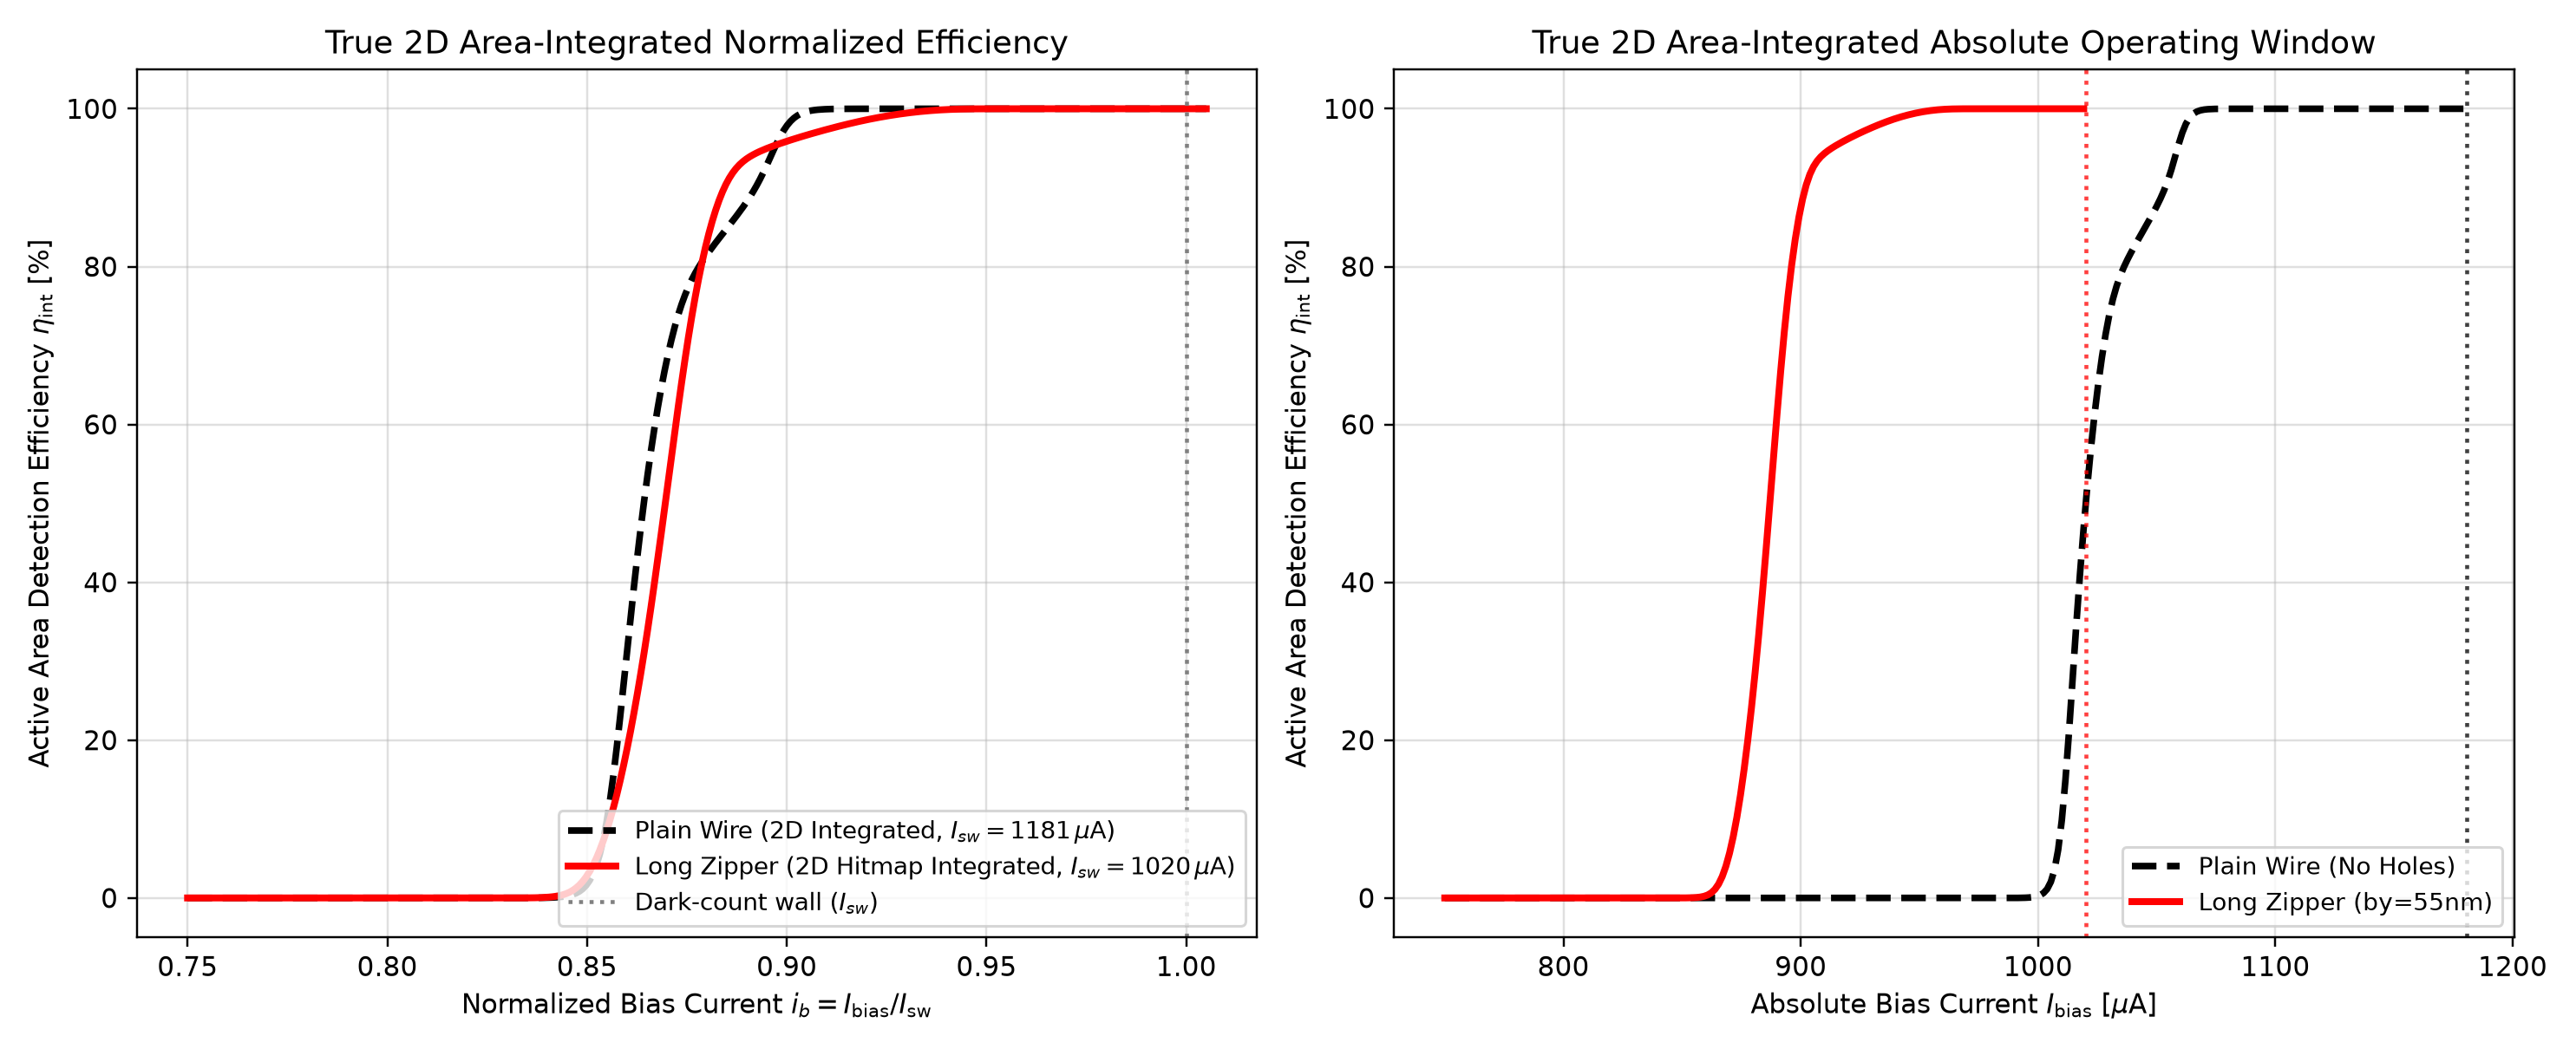 True 2D Area-Integrated Normalized Efficiency
Active Area Detection Efficiency η_int [%]
100
80
60
40
20
0
0.75 0.80 0.85 0.90 0.95 1.00
Normalized Bias Current i_b = I_bias/I_sw
Plain Wire (2D Integrated, I_sw = 1181 μA)
Long Zipper (2D Hitmap Integrated, I_sw = 1020 μA)
Dark-count wall (I_sw)
True 2D Area-Integrated Absolute Operating Window
Active Area Detection Efficiency η_int [%]
100
80
60
40
20
0
800 900 1000 1100 1200
Absolute Bias Current I_bias [μA]
Plain Wire (No Holes)
Long Zipper (by=55nm)